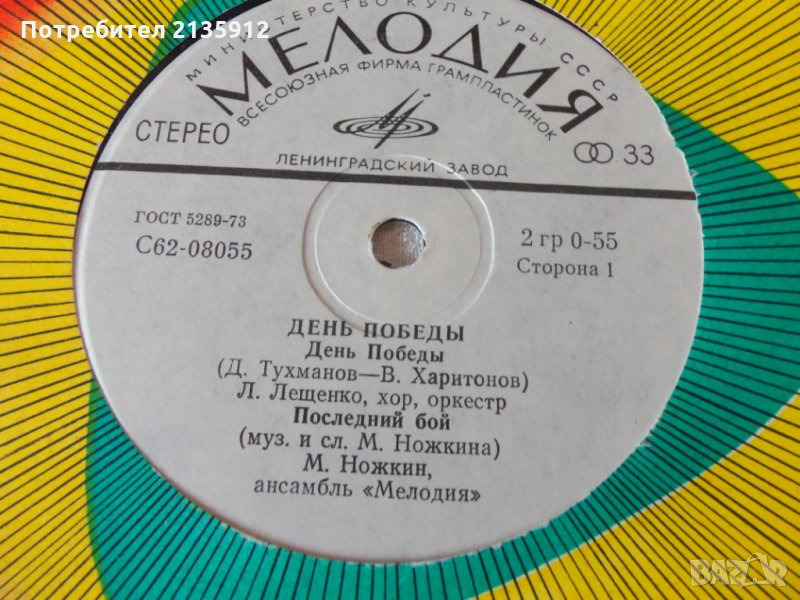 Потребител 2135912
МИНИСТЕРСТВО КУЛЬТУРЫ СССР
МЕЛОДИЯ
ВСЕСОЮЗНАЯ ФИРМА ГРАМПЛАСТИНОК
СТЕРЕО
33
ЛЕНИНГРАДСКИЙ ЗАВОД
ГОСТ 5289-73
С62-08055
2 гр 0-55
Сторона 1
ДЕНЬ ПОБЕДЫ
День Победы
(Д. Тухманов—В. Харитонов)
Л. Лещенко, хор, оркестр
Последний бой
(муз. и сл. М. Ножкина)
М. Ножкин,
ансамбль «Мелодия»
BAZAR